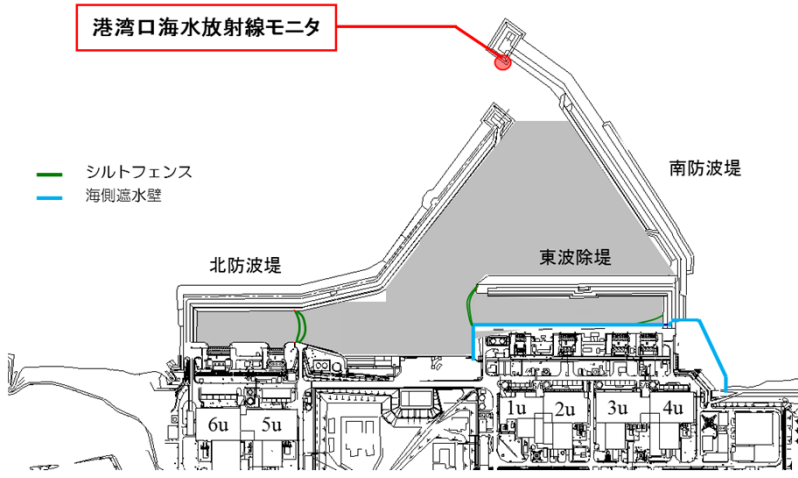 港湾口海水放射線モニタ
シルトフェンス
海側遮水壁
南防波堤
北防波堤
東波除堤
6u
5u
1u
2u
3u
4u